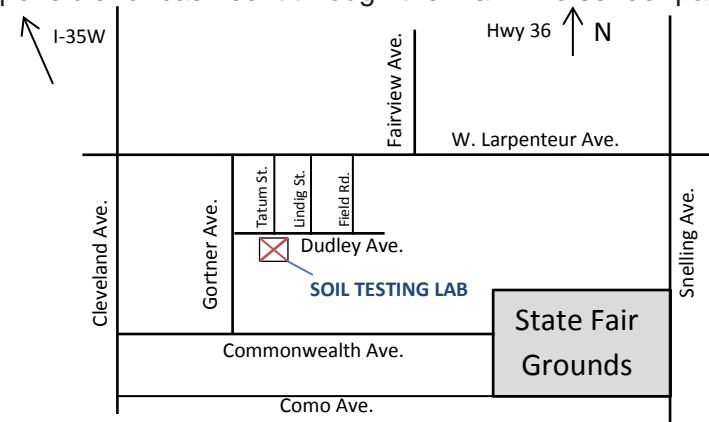 I-35W
Hwy 36
N
Fairview Ave.
W. Larpenteur Ave.
Tatum St.
Lindig St.
Field Rd.
Cleveland Ave.
Gortner Ave.
Dudley Ave.
Snelling Ave.
SOIL TESTING LAB
State Fair
Grounds
Commonwealth Ave.
Como Ave.